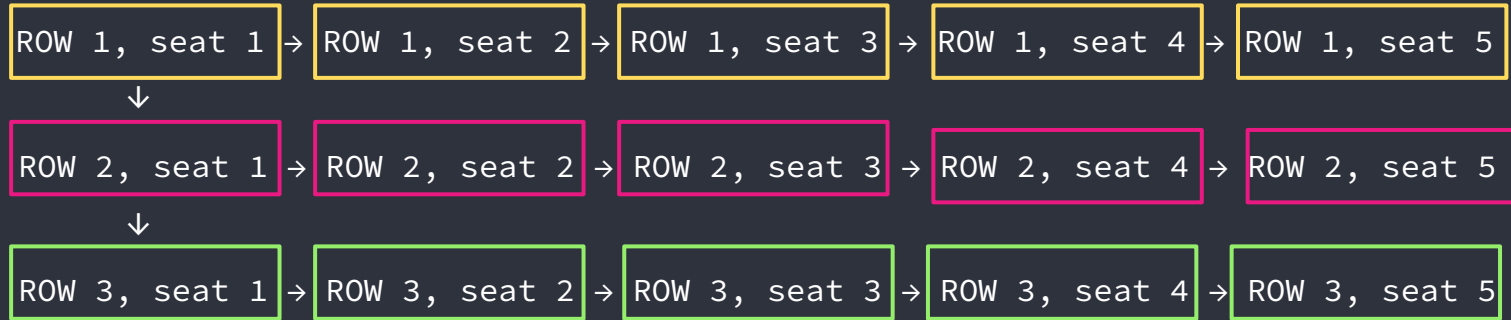 ROW 1, seat 1 → ROW 1, seat 2 → ROW 1, seat 3 → ROW 1, seat 4 → ROW 1, seat 5
↓
ROW 2, seat 1 → ROW 2, seat 2 → ROW 2, seat 3 → ROW 2, seat 4 → ROW 2, seat 5
↓
ROW 3, seat 1 → ROW 3, seat 2 → ROW 3, seat 3 → ROW 3, seat 4 → ROW 3, seat 5